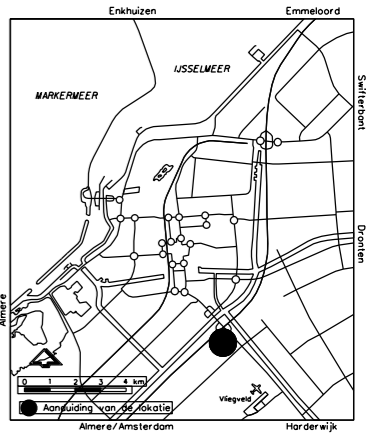 Enkhuizen Emmeloord
IJSSELMEER
MARKERMEER
Swifterbant
Dronten
Almere
0 1 2 3 4 km
Vliegveld
Aanduiding van de lokatie
Almere/Amsterdam Harderwijk